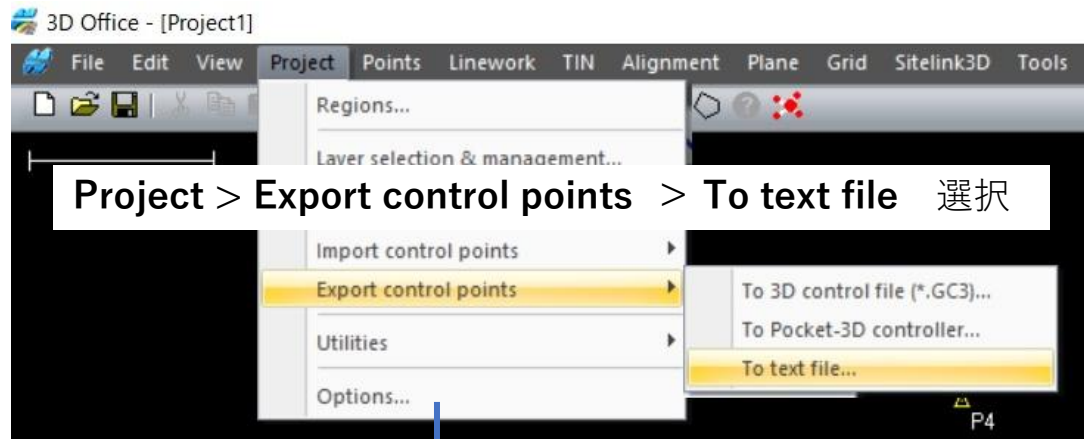 3D Office - [Project1]
File Edit View Project Points Linework TIN Alignment Plane Grid Sitelink3D Tools
Regions...
Layer selection & management...
Project > Export control points > To text file 選択
Import control points
Export control points
To 3D control file (*.GC3)...
To Pocket-3D controller...
Utilities
To text file...
Options...
P4